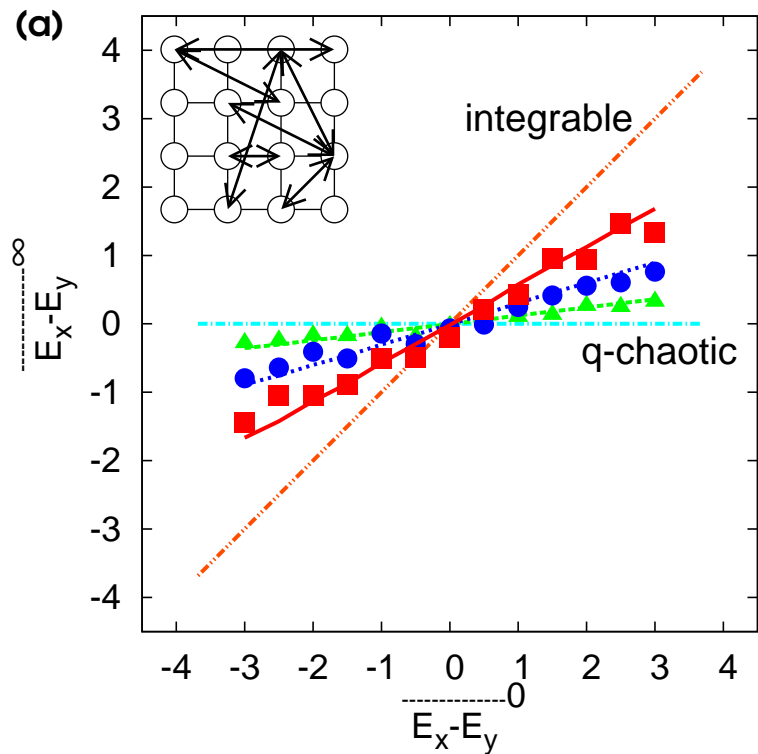 (a)
4
3
2
1
0
-1
-2
-3
-4
integrable
q-chaotic
E_x-E_y^∞
-4 -3 -2 -1 0 1 2 3 4
E_x-E_y^0